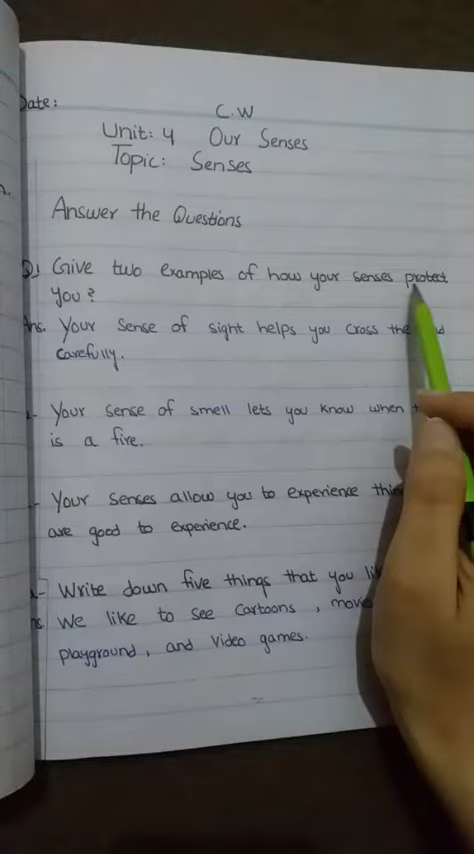 Date:
C.W
Unit: 4 Our Senses
Topic: Senses
Answer the Questions
Q1 Give two examples of how your senses protect
you?
Ans. Your sense of sight helps you cross the
carefully.
- Your sense of smell lets you know when
is a fire.
- Your senses allow you to experience
are good to experience.
- Write down five things that you
We like to see cartoons,
playground, and video games.